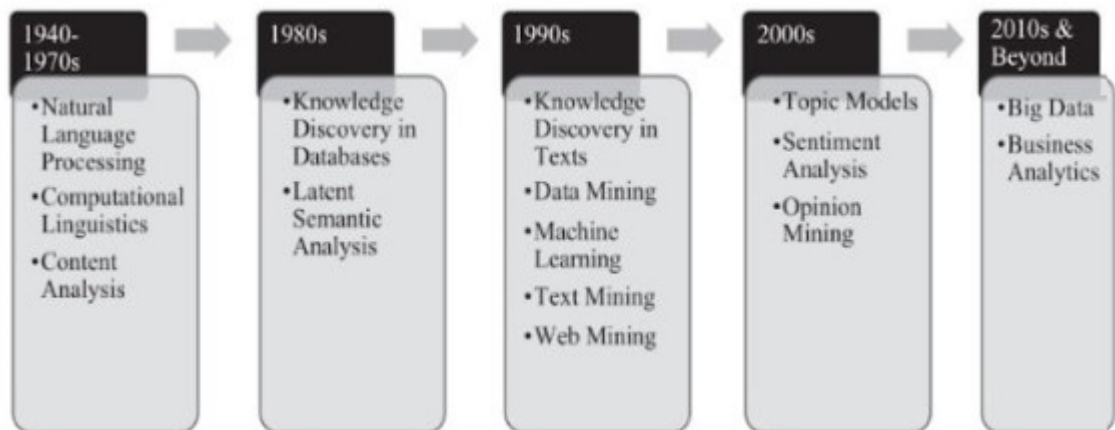 1940-
1970s
•Natural
Language
Processing
•Computational
Linguistics
•Content
Analysis
1980s
•Knowledge
Discovery in
Databases
•Latent
Semantic
Analysis
1990s
•Knowledge
Discovery in
Texts
•Data Mining
•Machine
Learning
•Text Mining
•Web Mining
2000s
•Topic Models
•Sentiment
Analysis
•Opinion
Mining
2010s &
Beyond
•Big Data
•Business
Analytics